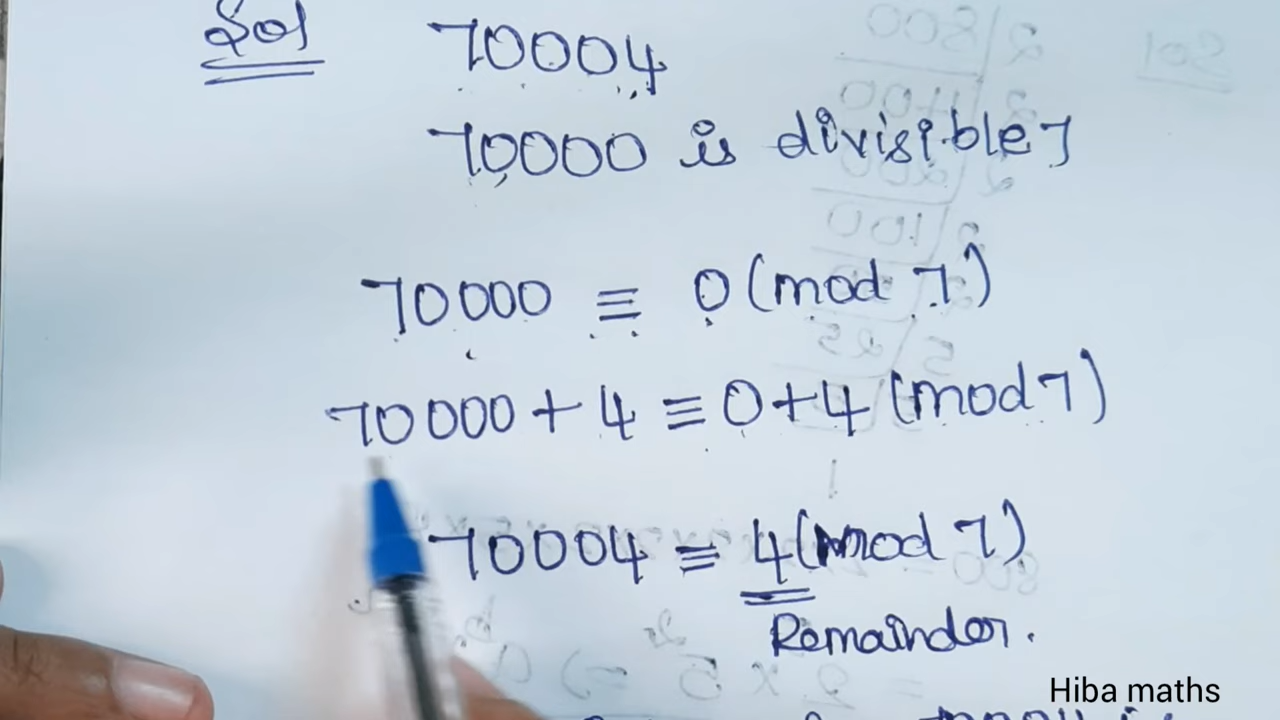 Sol 70004
70000 is divisible 7
70000 ≡ 0 (mod 7)
70000 + 4 ≡ 0 + 4 (mod 7)
70004 ≡ 4 (mod 7)
Remainder.
Hiba maths